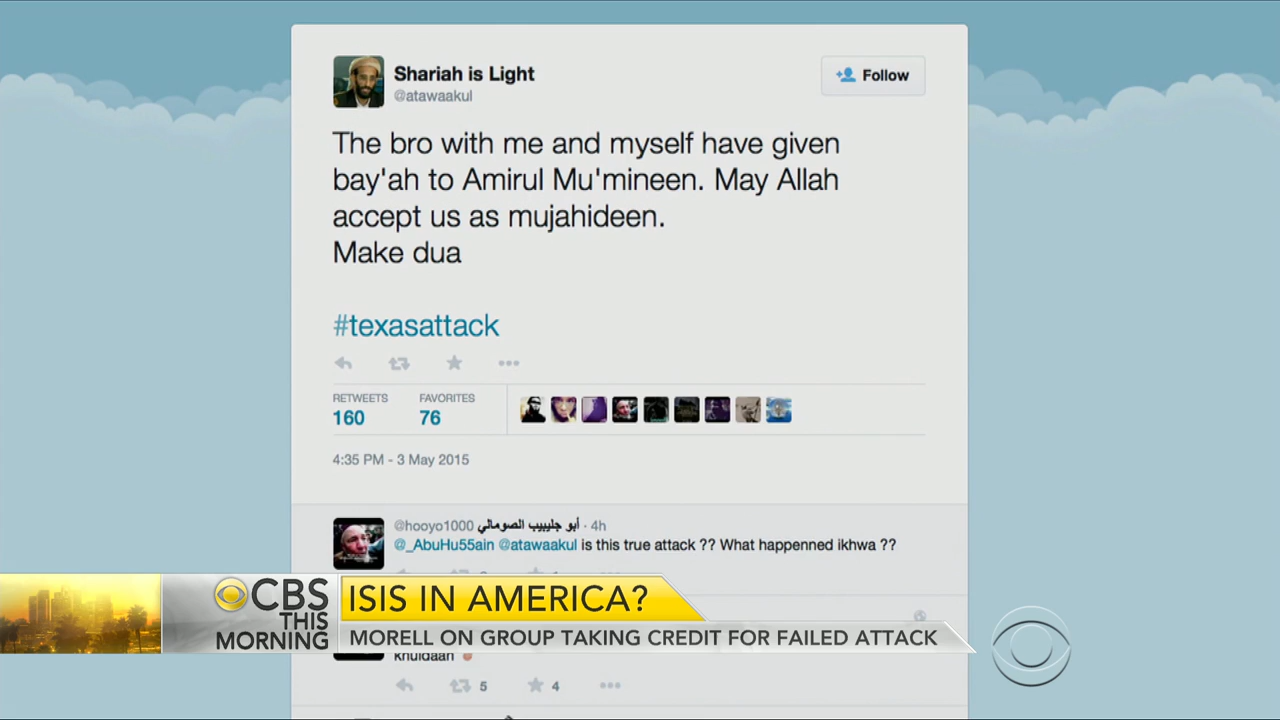 Shariah is Light
@atawaakul
Follow
The bro with me and myself have given
bay'ah to Amirul Mu'mineen. May Allah
accept us as mujahideen.
Make dua
#texasattack
RETWEETS
160
FAVORITES
76
4:35 PM - 3 May 2015
@hooyo1000 أبو جليبيب الصومالي · 4h
@_AbuHu55ain @atawaakul is this true attack ?? What happenned ikhwa ??
CBS
THIS
MORNING
ISIS IN AMERICA?
MORELL ON GROUP TAKING CREDIT FOR FAILED ATTACK
khuldaan
5
4